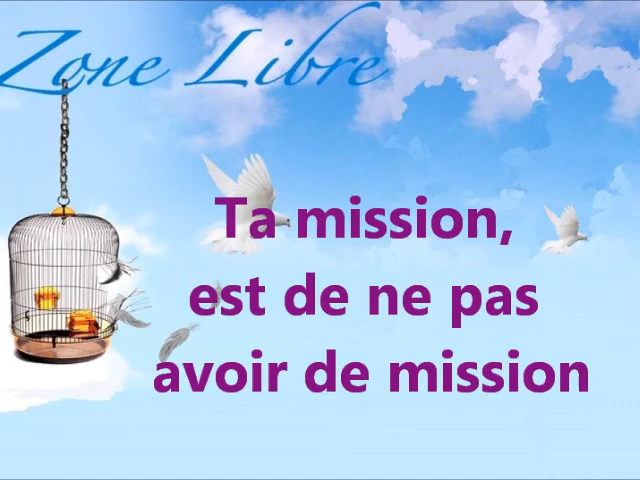 Zone Libre
Ta mission,
est de ne pas
avoir de mission